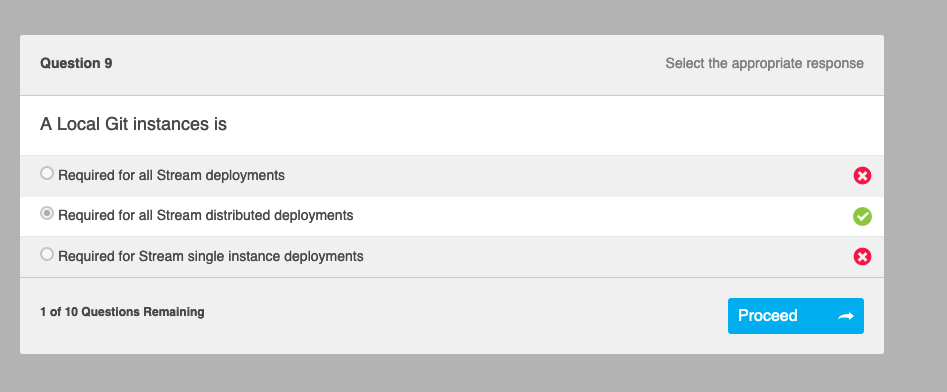 Question 9
Select the appropriate response
A Local Git instances is
Required for all Stream deployments
Required for all Stream distributed deployments
Required for Stream single instance deployments
1 of 10 Questions Remaining
Proceed